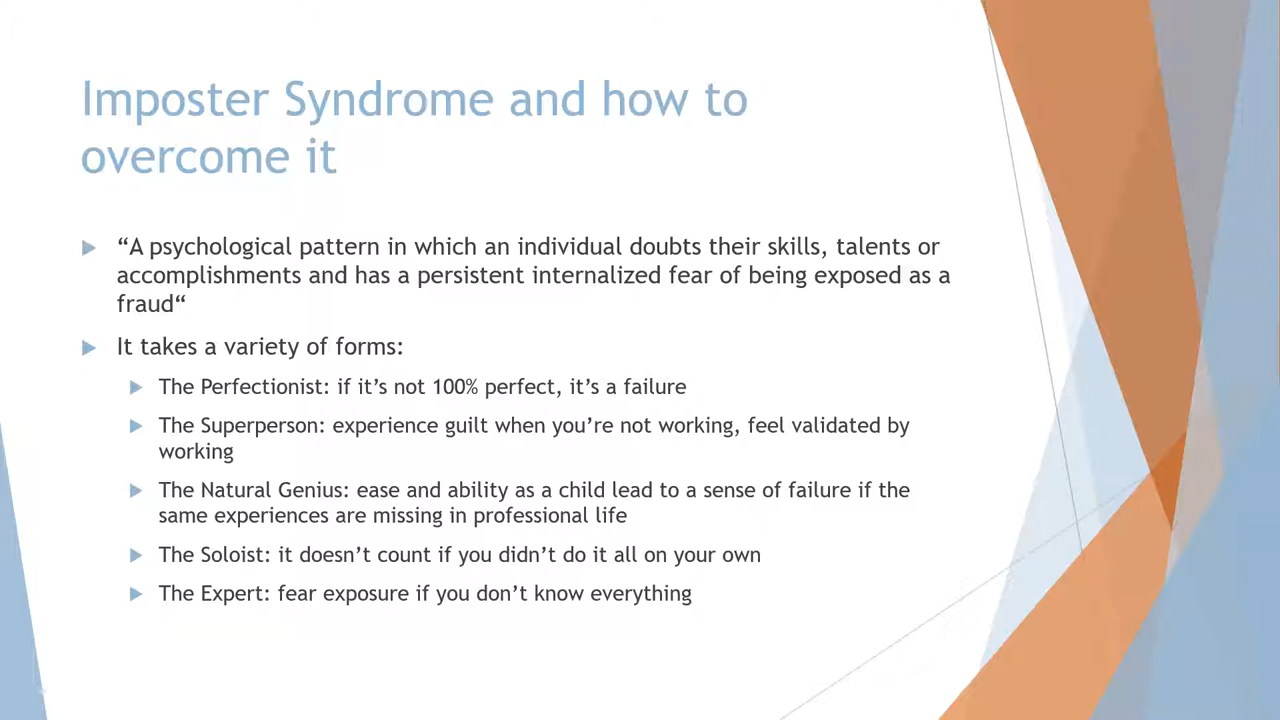 Imposter Syndrome and how to
overcome it
“A psychological pattern in which an individual doubts their skills, talents or
accomplishments and has a persistent internalized fear of being exposed as a
fraud“
It takes a variety of forms:
The Perfectionist: if it’s not 100% perfect, it’s a failure
The Superperson: experience guilt when you’re not working, feel validated by
working
The Natural Genius: ease and ability as a child lead to a sense of failure if the
same experiences are missing in professional life
The Soloist: it doesn’t count if you didn’t do it all on your own
The Expert: fear exposure if you don’t know everything